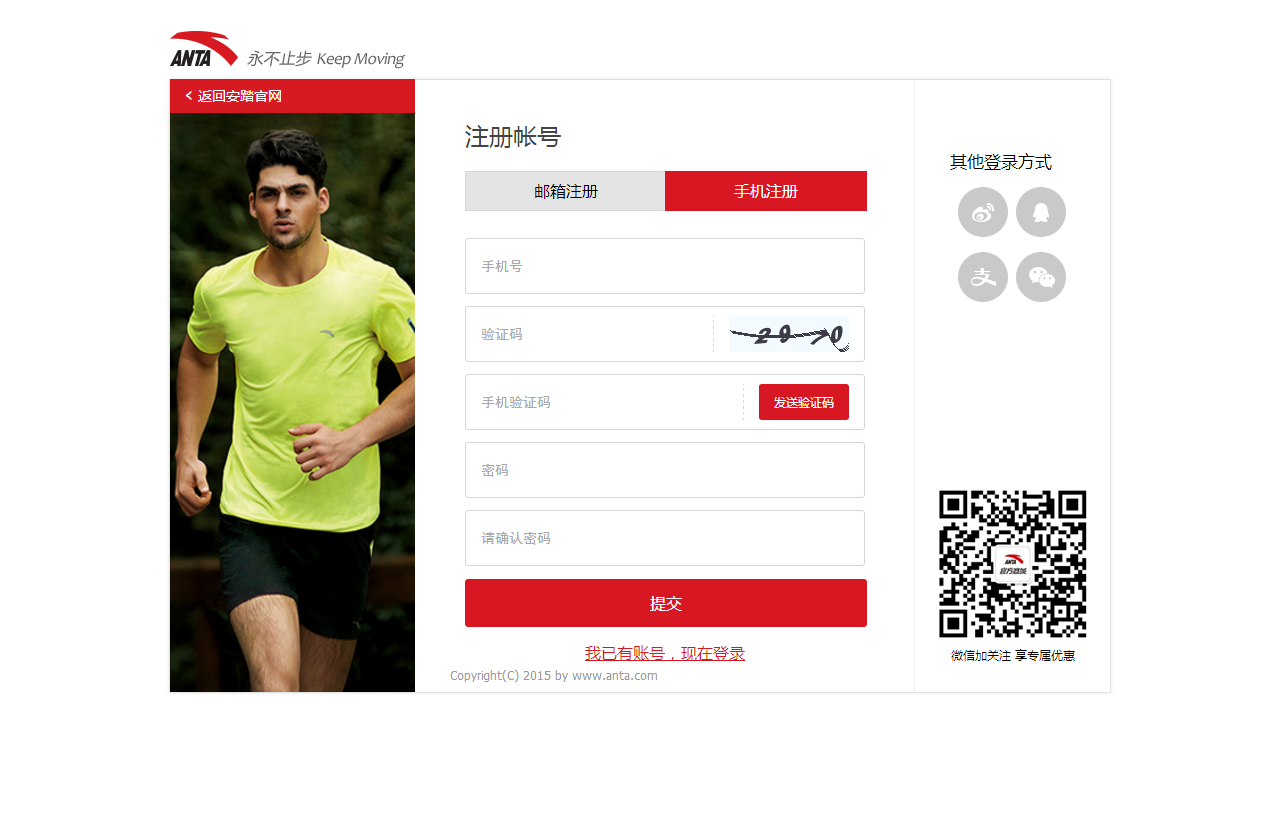 ANTA 永不止步 Keep Moving
< 返回安踏官网
注册帐号
邮箱注册 手机注册
手机号
验证码
手机验证码 发送验证码
密码
请确认密码
提交
我已有账号，现在登录
Copyright(C) 2015 by www.anta.com
其他登录方式
支
ANTA
官方商城
微信加关注 享专属优惠